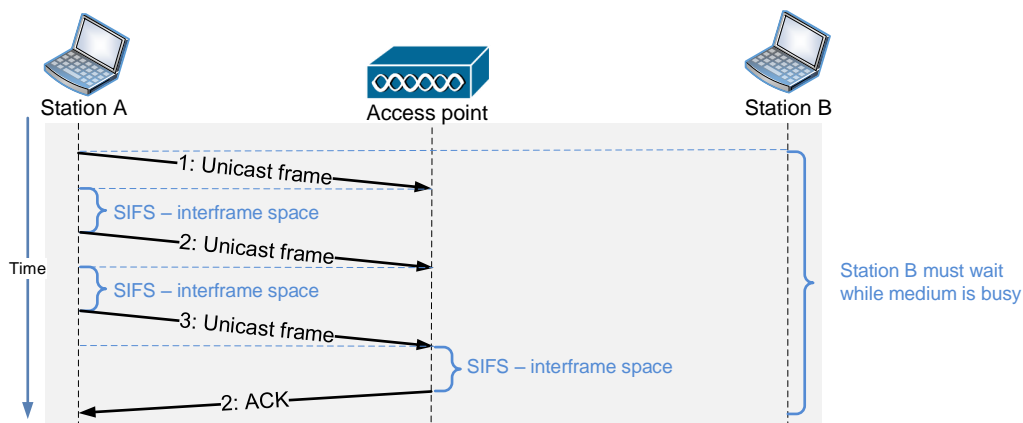 Station A
Access point
Station B
1: Unicast frame
SIFS – interframe space
2: Unicast frame
Time
SIFS – interframe space
Station B must wait
while medium is busy
3: Unicast frame
SIFS – interframe space
2: ACK